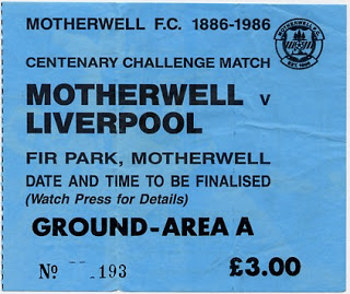 MOTHERWELL F.C. 1886-1986
CENTENARY CHALLENGE MATCH
MOTHERWELL v
LIVERPOOL
FIR PARK, MOTHERWELL
DATE AND TIME TO BE FINALISED
(Watch Press for Details)
GROUND-AREA A
No 193
£3.00
MOTHERWELL F.C.